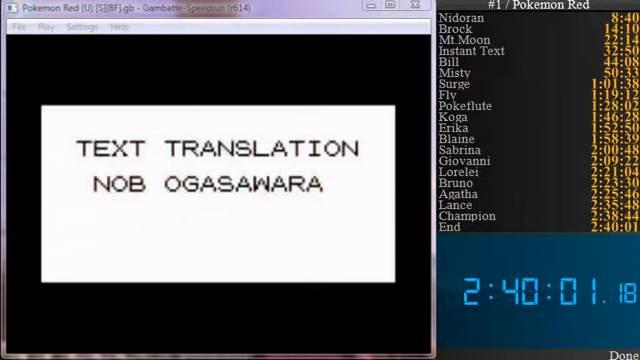 Pokemon Red (U) [S][BF].gb - Gambatte-Speedrun (r614)
File Play Settings Help
TEXT TRANSLATION
NOB OGASAWARA
#1 / Pokemon Red
Nidoran 8:40
Brock 14:10
Mt.Moon 22:14
Instant Text 32:50
Bill 44:08
Misty 50:33
Surge 1:01:38
Fly 1:19:12
Pokeflute 1:28:02
Koga 1:46:28
Erika 1:52:50
Blaine 1:58:39
Sabrina 2:00:48
Giovanni 2:09:22
Lorelei 2:21:04
Bruno 2:23:30
Agatha 2:25:46
Lance 2:35:48
Champion 2:38:44
End 2:40:01
2:40:01.18
Done